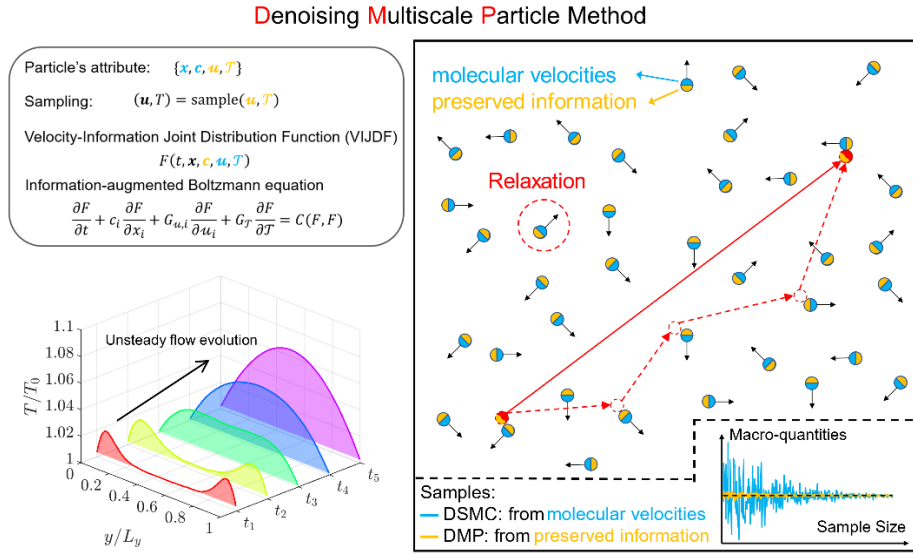 Denoising Multiscale Particle Method
Particle's attribute: {x, c, u, 𝒯}
Sampling: (u, T) = sample(u, 𝒯)
Velocity-Information Joint Distribution Function (VIJDF)
F(t, x, c, u, 𝒯)
Information-augmented Boltzmann equation
∂F/∂t + c_i ∂F/∂x_i + G_{u,i} ∂F/∂u_i + G_𝒯 ∂F/∂𝒯 = C(F, F)
Unsteady flow evolution
T/T_0
1.1
1.08
1.06
1.04
1.02
1
0
0.2
0.4
0.6
0.8
1
y/L_y
t_1
t_2
t_3
t_4
t_5
molecular velocities
preserved information
Relaxation
Samples:
DSMC: from molecular velocities
DMP: from preserved information
Macro-quantities
Sample Size